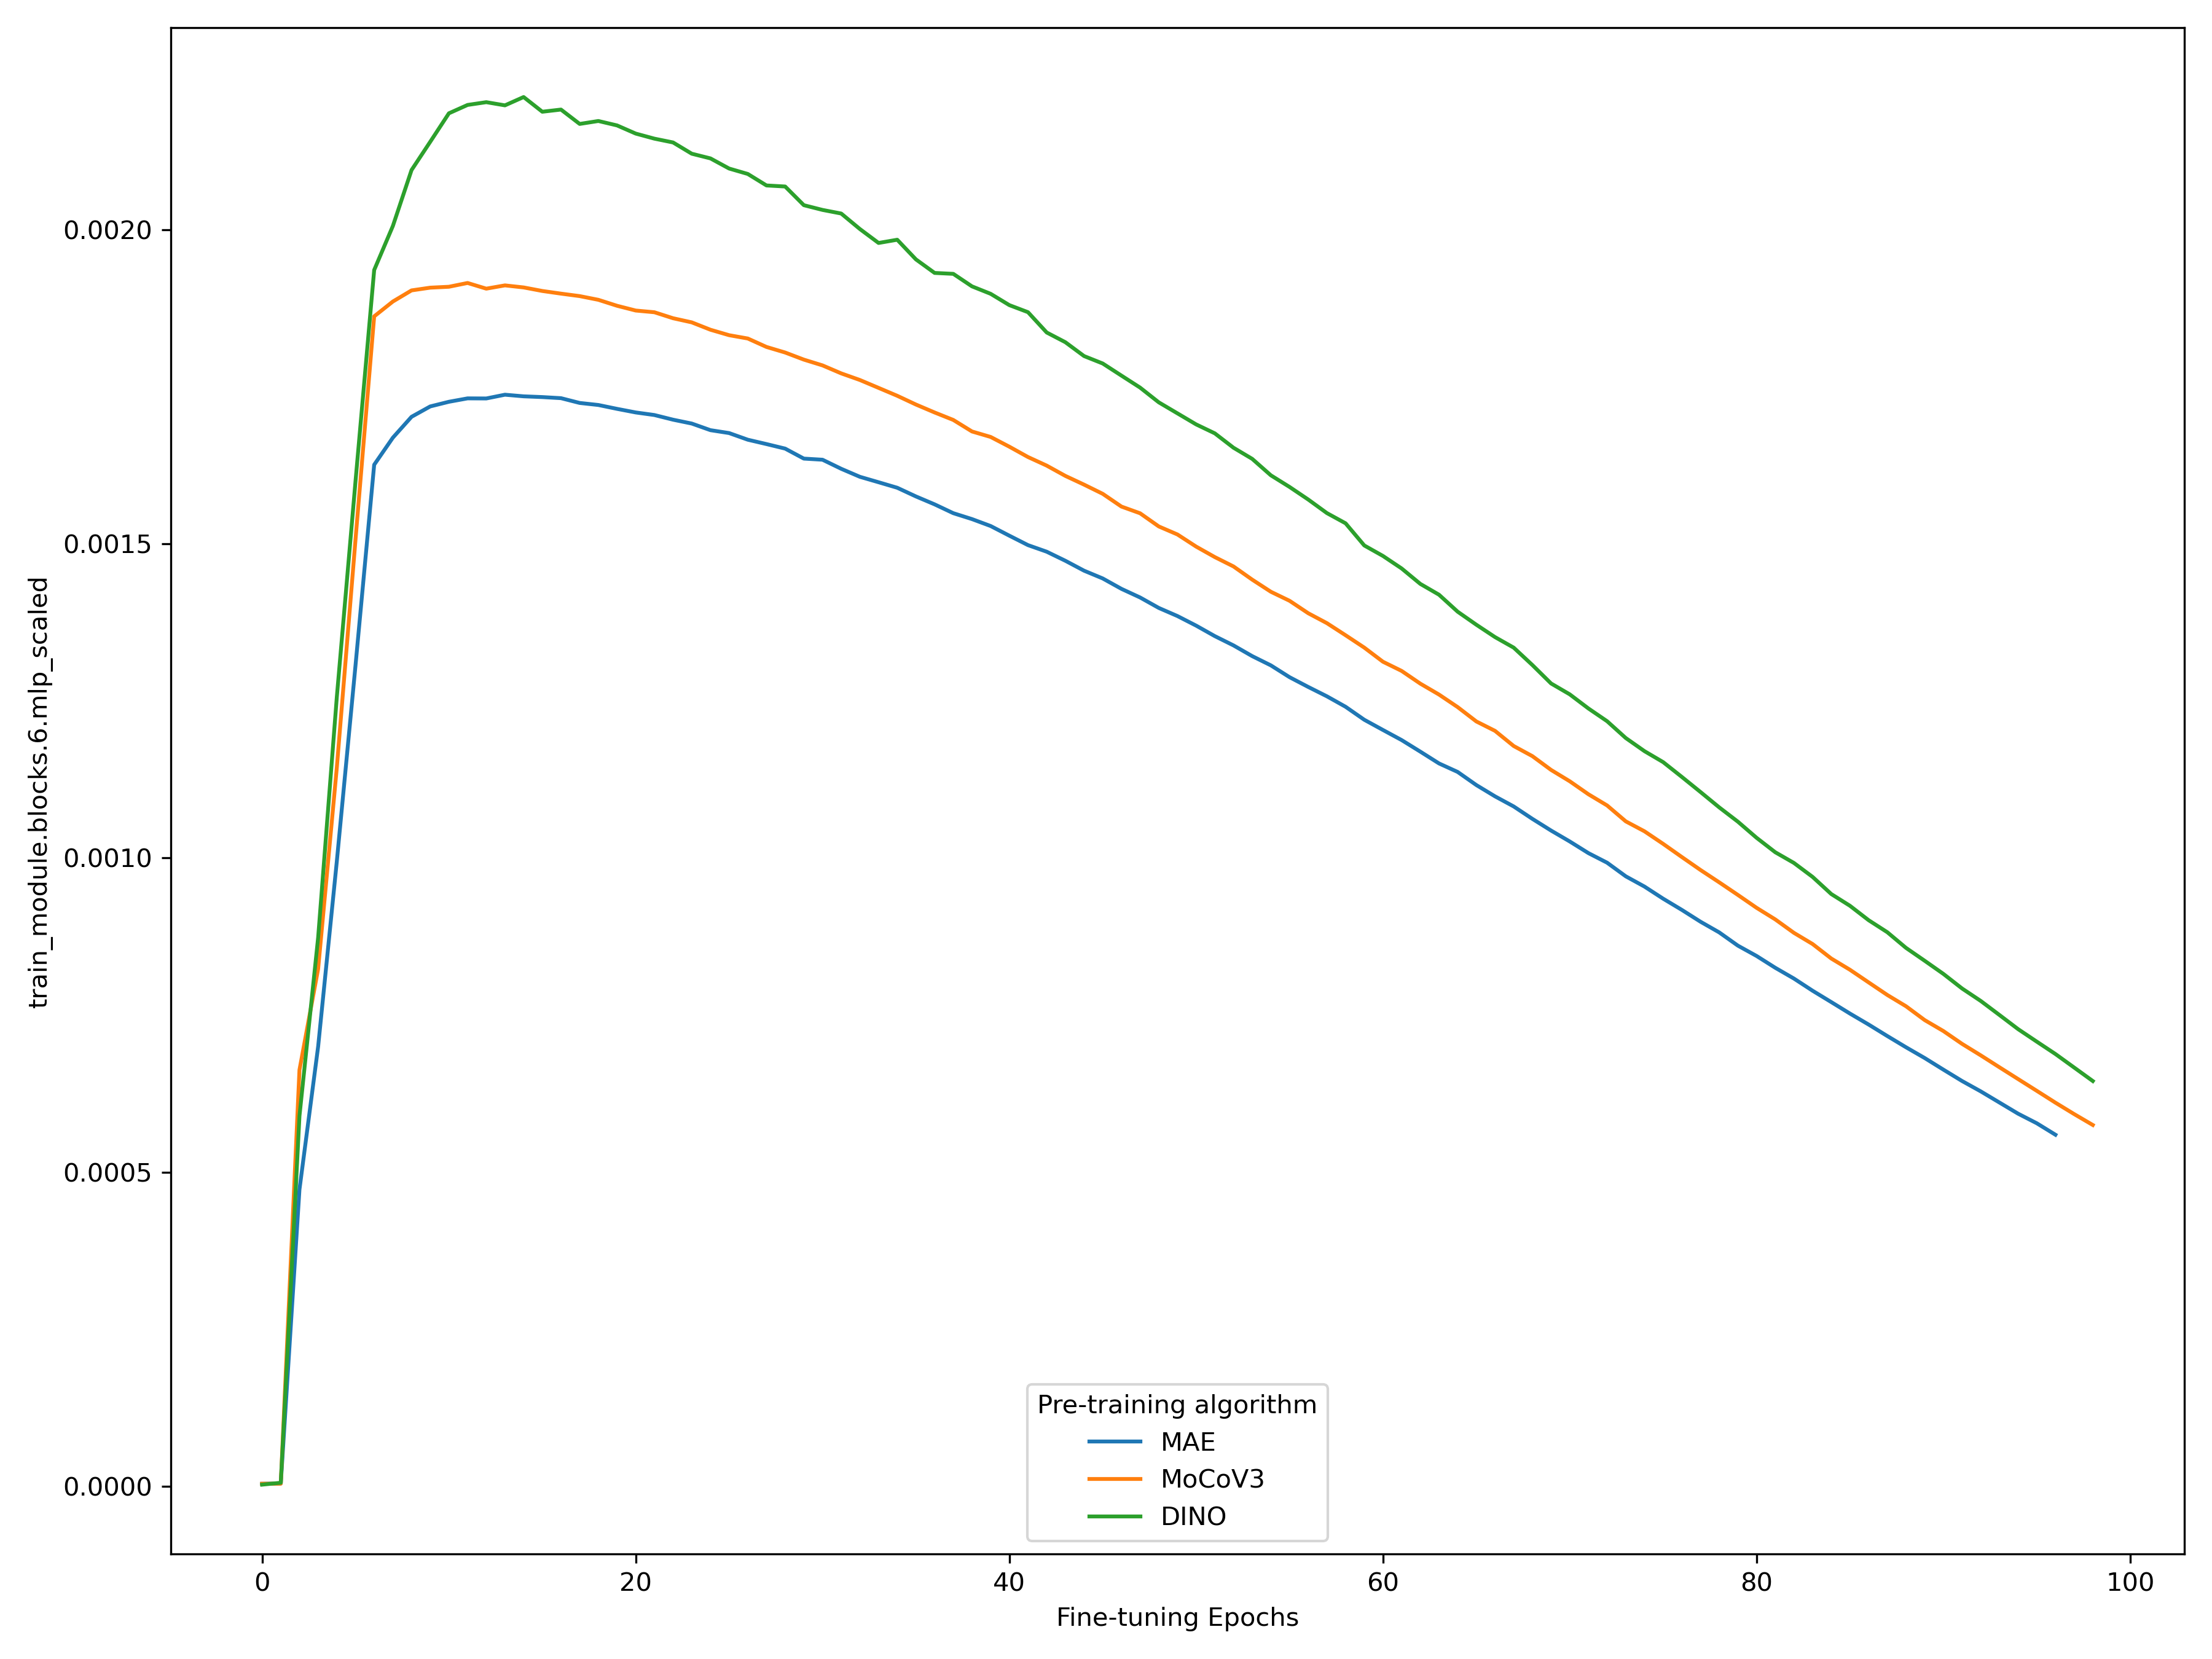 train_module.blocks.6.mlp_scaled
0.0020
0.0015
0.0010
0.0005
0.0000
Pre-training algorithm
MAE
MoCoV3
DINO
0 20 40 60 80 100
Fine-tuning Epochs